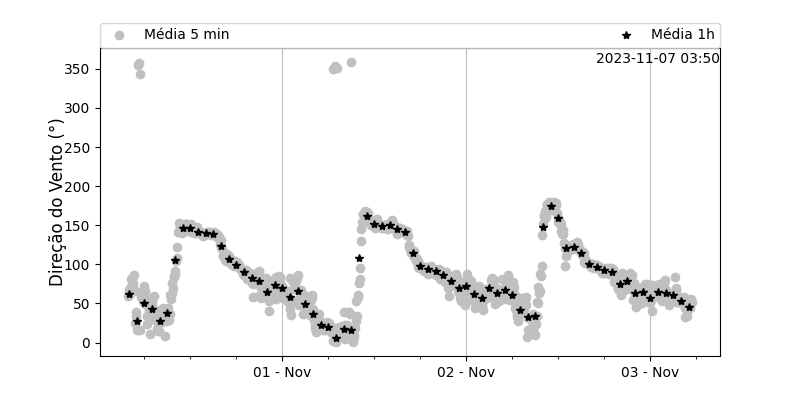 Média 5 min
Média 1h
2023-11-07 03:50
Direção do Vento (°)
350
300
250
200
150
100
50
0
01 - Nov
02 - Nov
03 - Nov